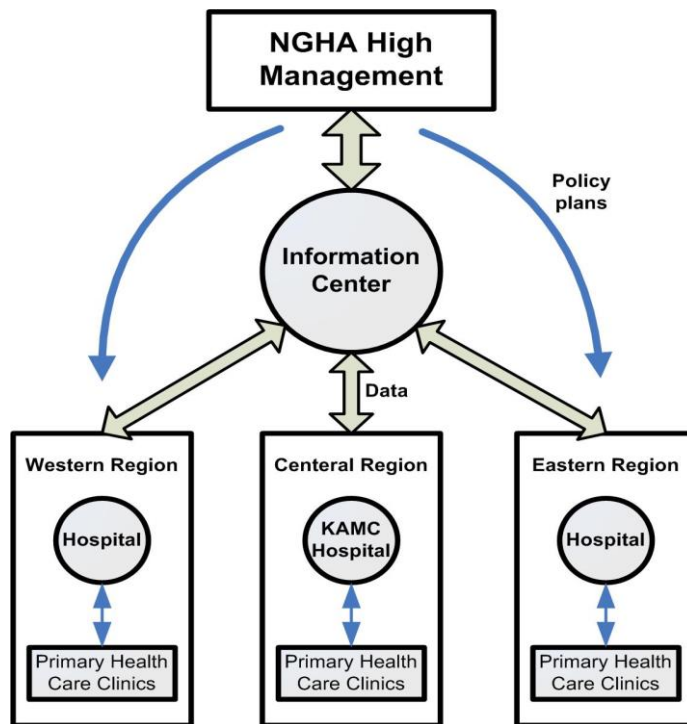 NGHA High
Management
Policy
plans
Information
Center
Data
Western Region
Centeral Region
Eastern Region
Hospital
KAMC
Hospital
Hospital
Primary Health
Care Clinics
Primary Health
Care Clinics
Primary Health
Care Clinics